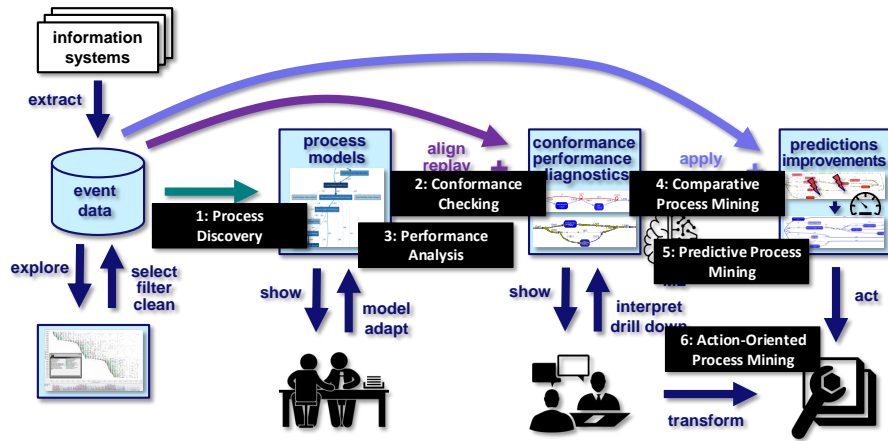 information
systems
extract
event
data
explore
select
filter
clean
1: Process
Discovery
process
models
align
replay
2: Conformance
Checking
3: Performance
Analysis
show
model
adapt
conformance
performance
diagnostics
apply
4: Comparative
Process Mining
5: Predictive Process
Mining
show
interpret
drill down
predictions
improvements
act
6: Action-Oriented
Process Mining
transform